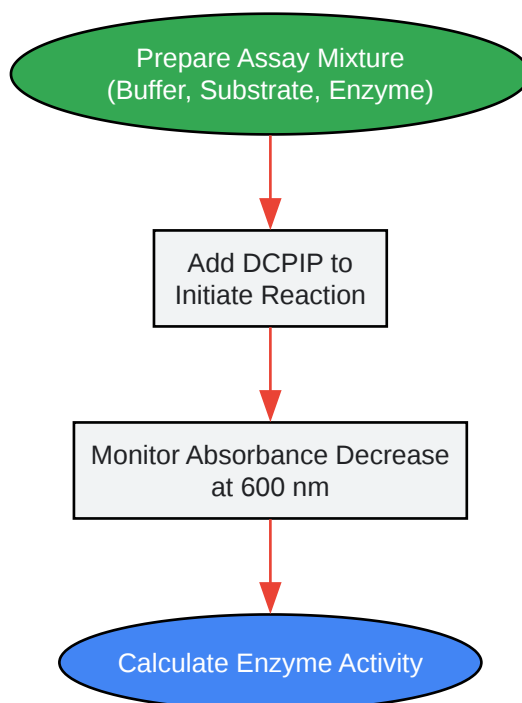 Prepare Assay Mixture
(Buffer, Substrate, Enzyme)
Add DCPIP to
Initiate Reaction
Monitor Absorbance Decrease
at 600 nm
Calculate Enzyme Activity